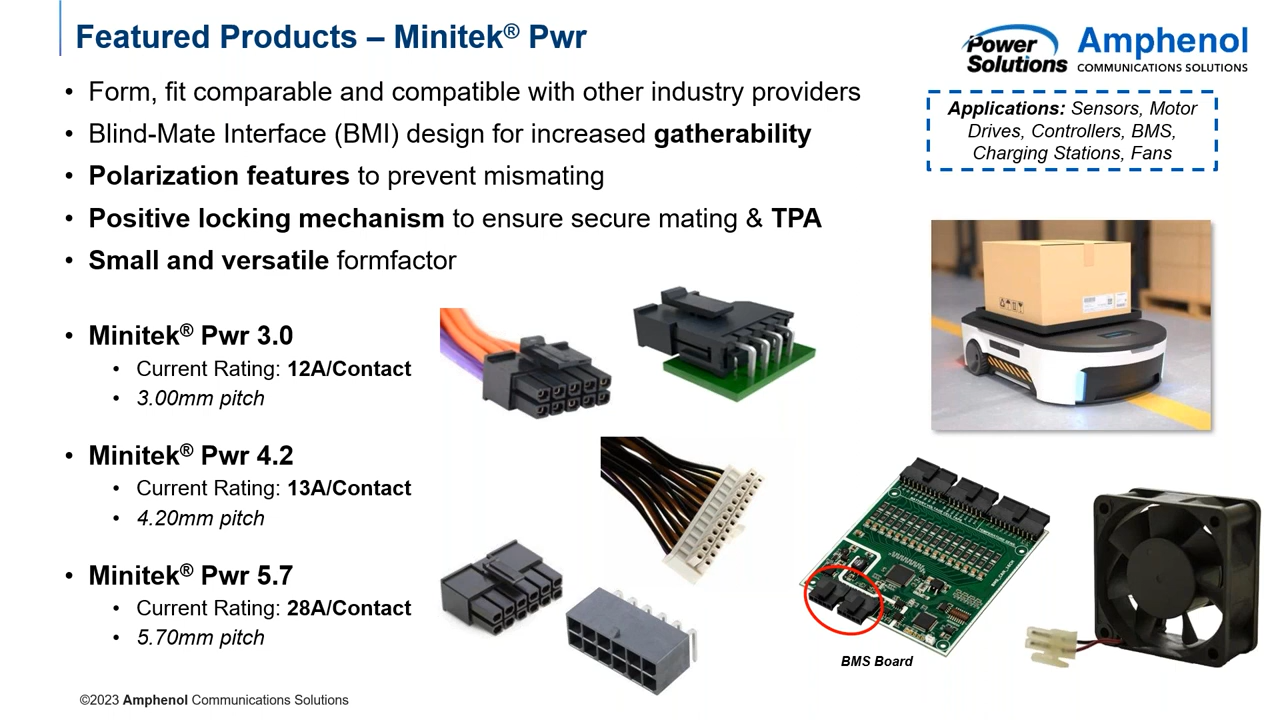 Featured Products – Minitek® Pwr
Power
Solutions
Amphenol
COMMUNICATIONS SOLUTIONS
• Form, fit comparable and compatible with other industry providers
• Blind-Mate Interface (BMI) design for increased gatherability
• Polarization features to prevent mismating
• Positive locking mechanism to ensure secure mating & TPA
• Small and versatile formfactor
Applications: Sensors, Motor
Drives, Controllers, BMS,
Charging Stations, Fans
• Minitek® Pwr 3.0
• Current Rating: 12A/Contact
• 3.00mm pitch
• Minitek® Pwr 4.2
• Current Rating: 13A/Contact
• 4.20mm pitch
• Minitek® Pwr 5.7
• Current Rating: 28A/Contact
• 5.70mm pitch
BMS Board
©2023 Amphenol Communications Solutions